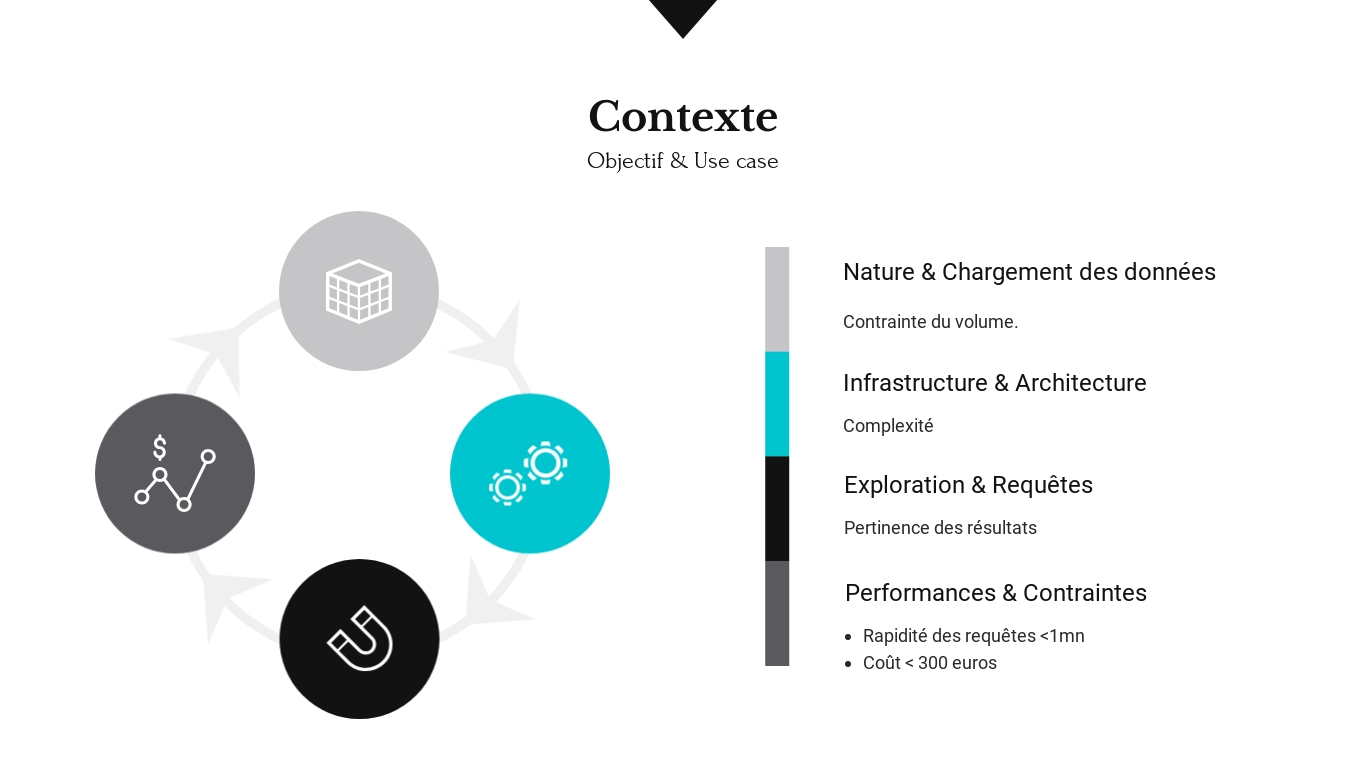 Contexte
Objectif & Use case
Nature & Chargement des données
Contrainte du volume.
Infrastructure & Architecture
Complexité
Exploration & Requêtes
Pertinence des résultats
Performances & Contraintes
• Rapidité des requêtes <1mn
• Coût < 300 euros
$